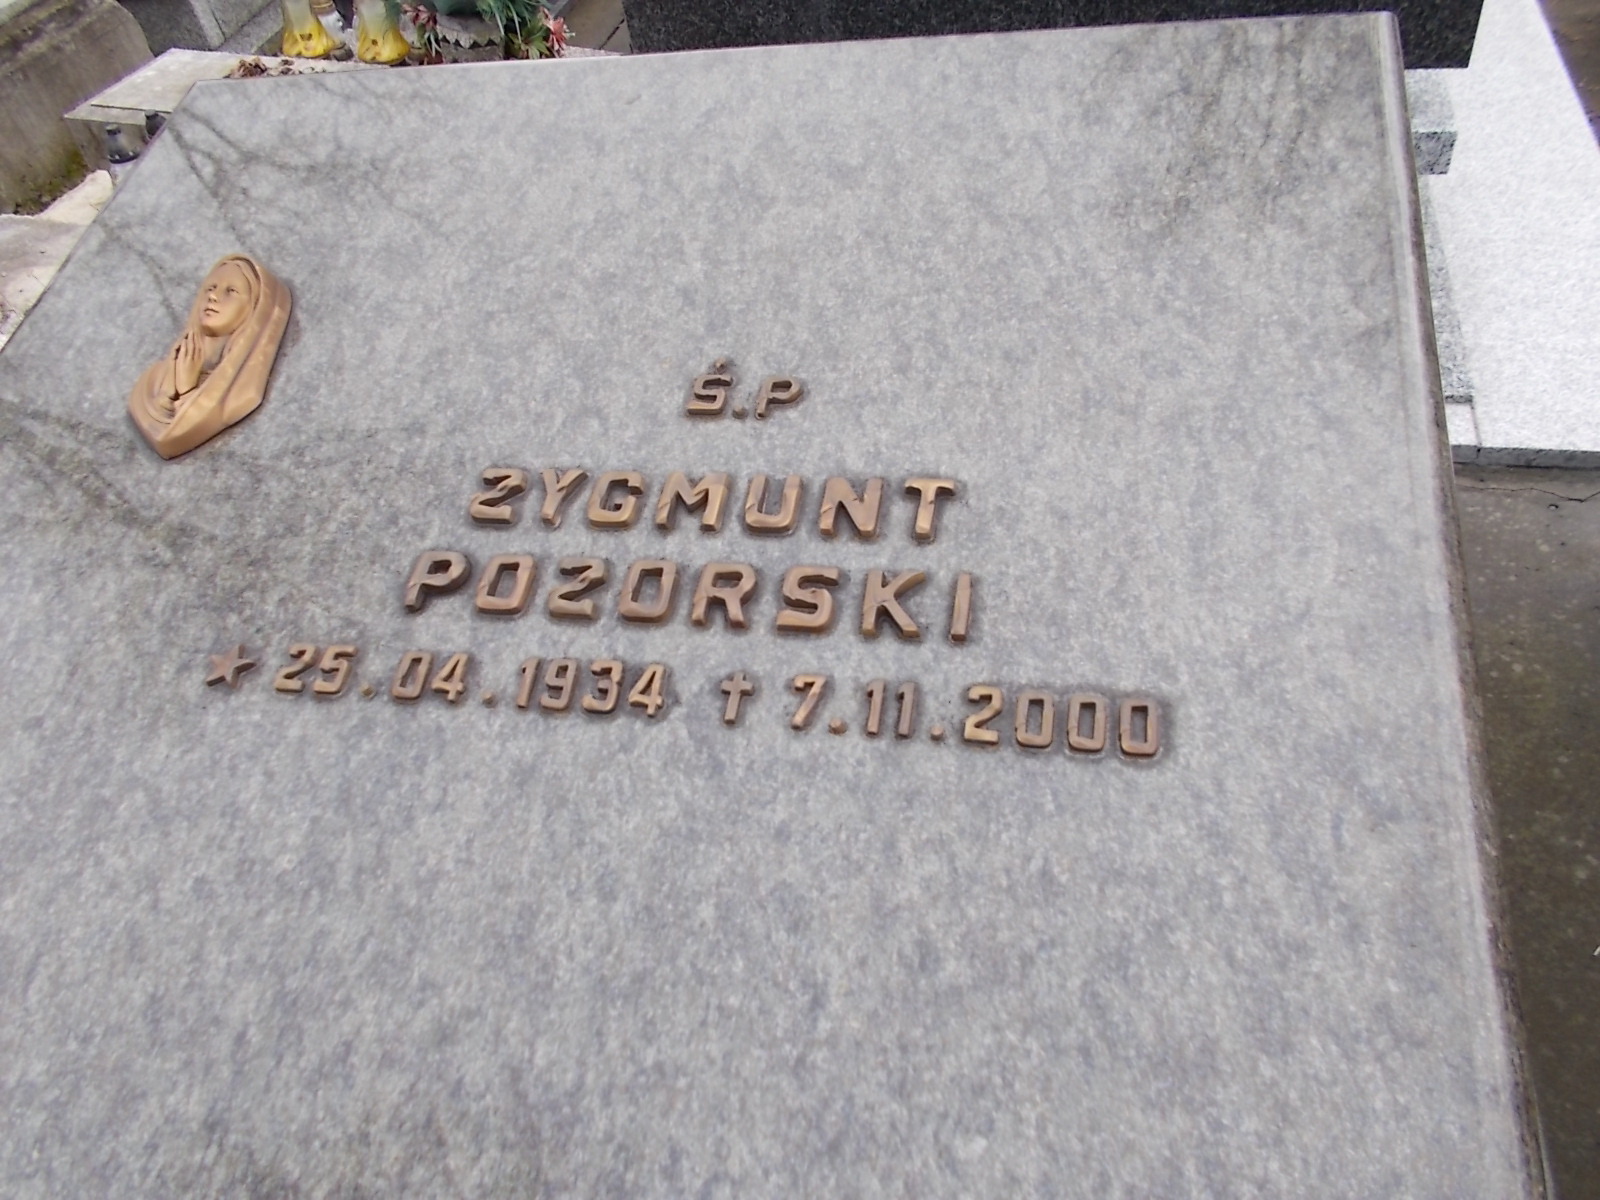 Ś.P
ZYGMUNT
POZORSKI
★ 25.04.1934 ✝ 7.11.2000